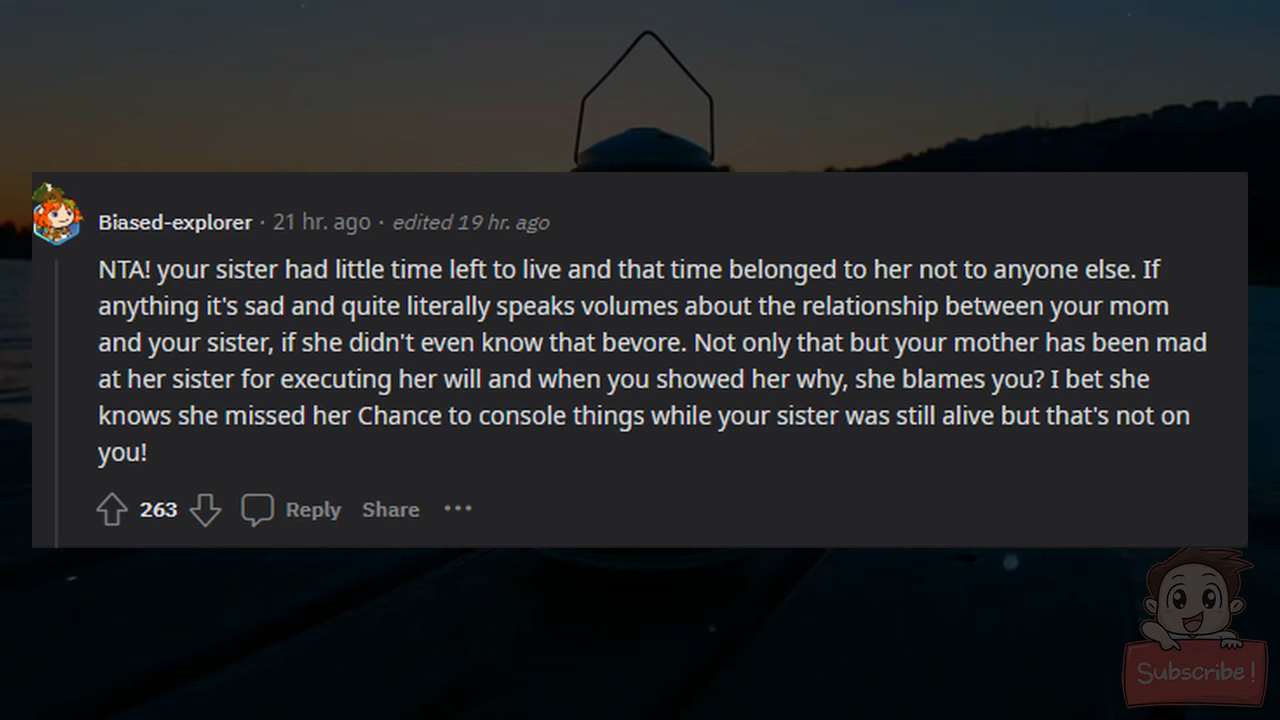 Biased-explorer · 21 hr. ago · edited 19 hr. ago
NTA! your sister had little time left to live and that time belonged to her not to anyone else. If
anything it's sad and quite literally speaks volumes about the relationship between your mom
and your sister, if she didn't even know that bevore. Not only that but your mother has been mad
at her sister for executing her will and when you showed her why, she blames you? I bet she
knows she missed her Chance to console things while your sister was still alive but that's not on
you!
263 Reply Share ···
Subscribe!